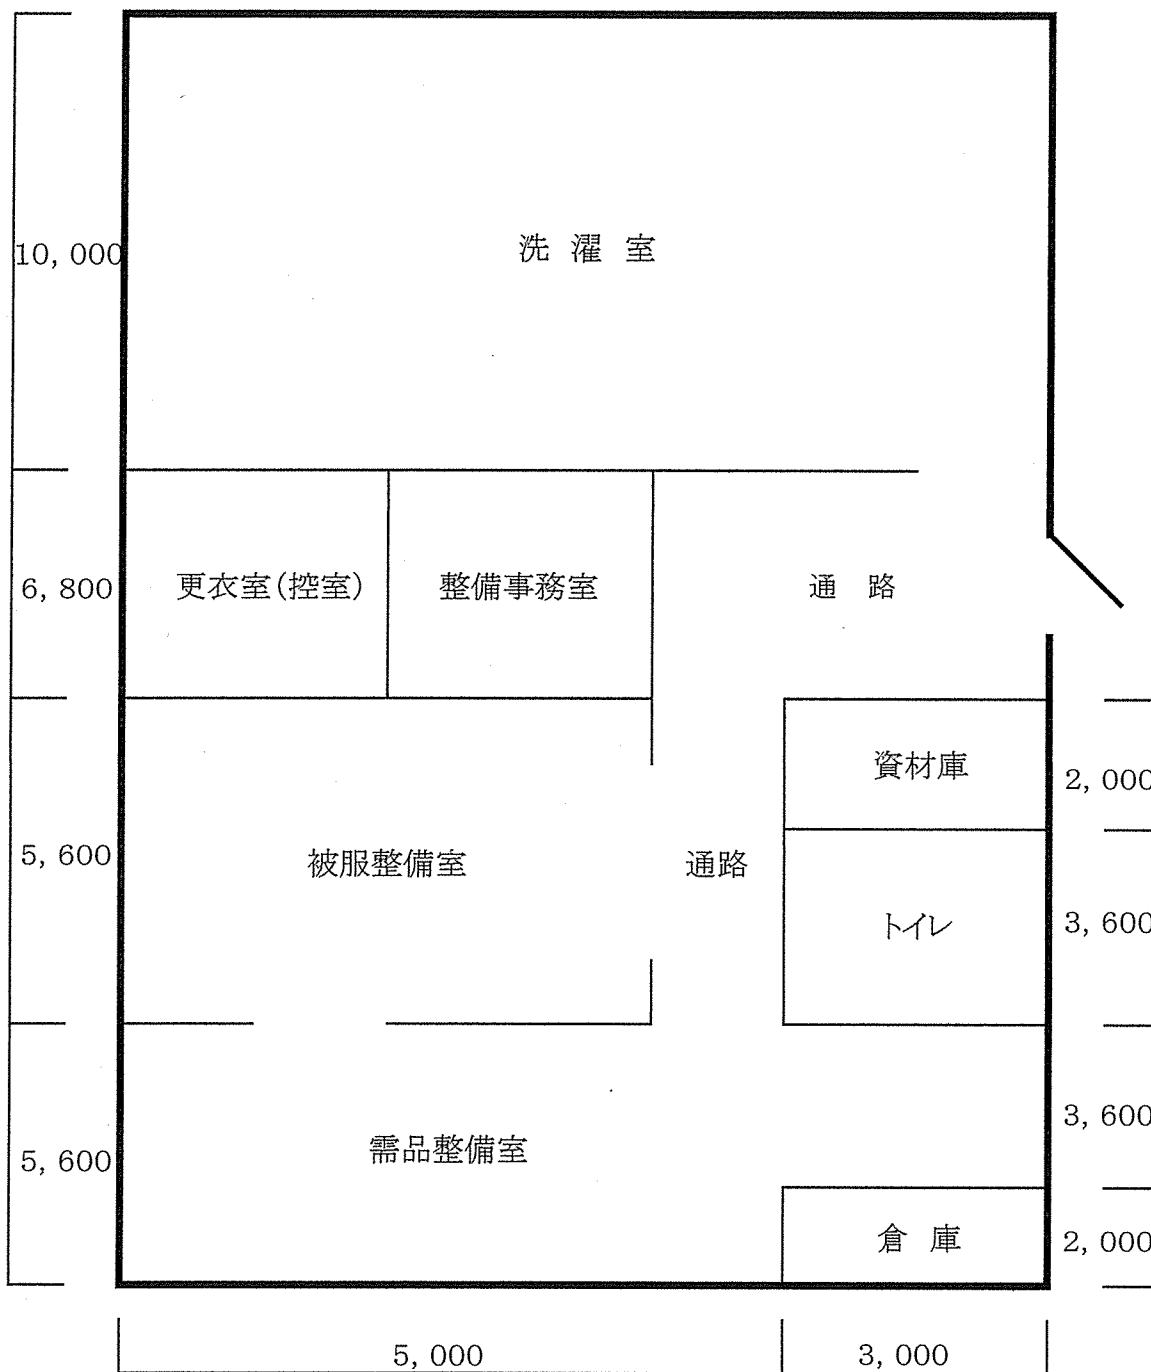 10,000
洗 濯 室
6,800
更衣室(控室)
整備事務室
通 路
資材庫
2,000
5,600
被服整備室
通路
トイレ
3,600
需品整備室
3,600
5,600
倉 庫
2,000
5,000
3,000